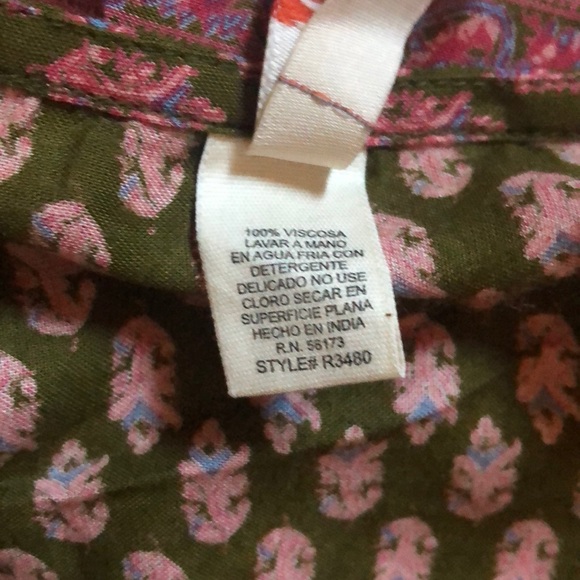 100% VISCOSA
LAVAR A MANO
EN AGUA FRIA CON
DETERGENTE
DELICADO NO USE
CLORO SECAR EN
SUPERFICIE PLANA
HECHO EN INDIA
R.N. 56173
STYLE# R3480